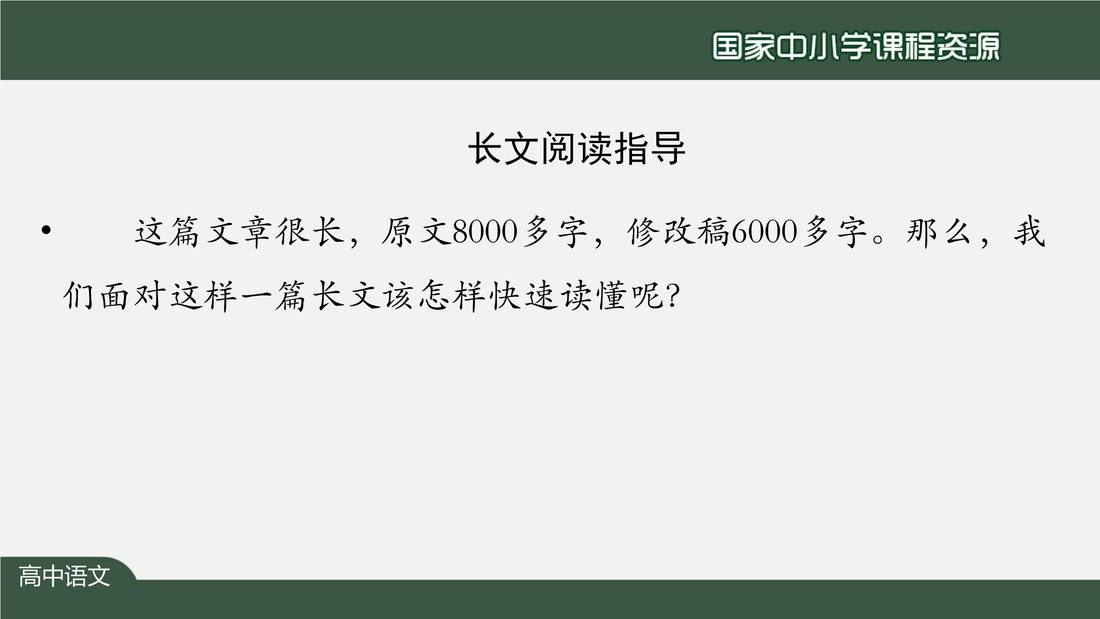 国家中小学课程资源
长文阅读指导
• 这篇文章很长，原文8000多字，修改稿6000多字。那么，我
们面对这样一篇长文该怎样快速读懂呢？
高中语文